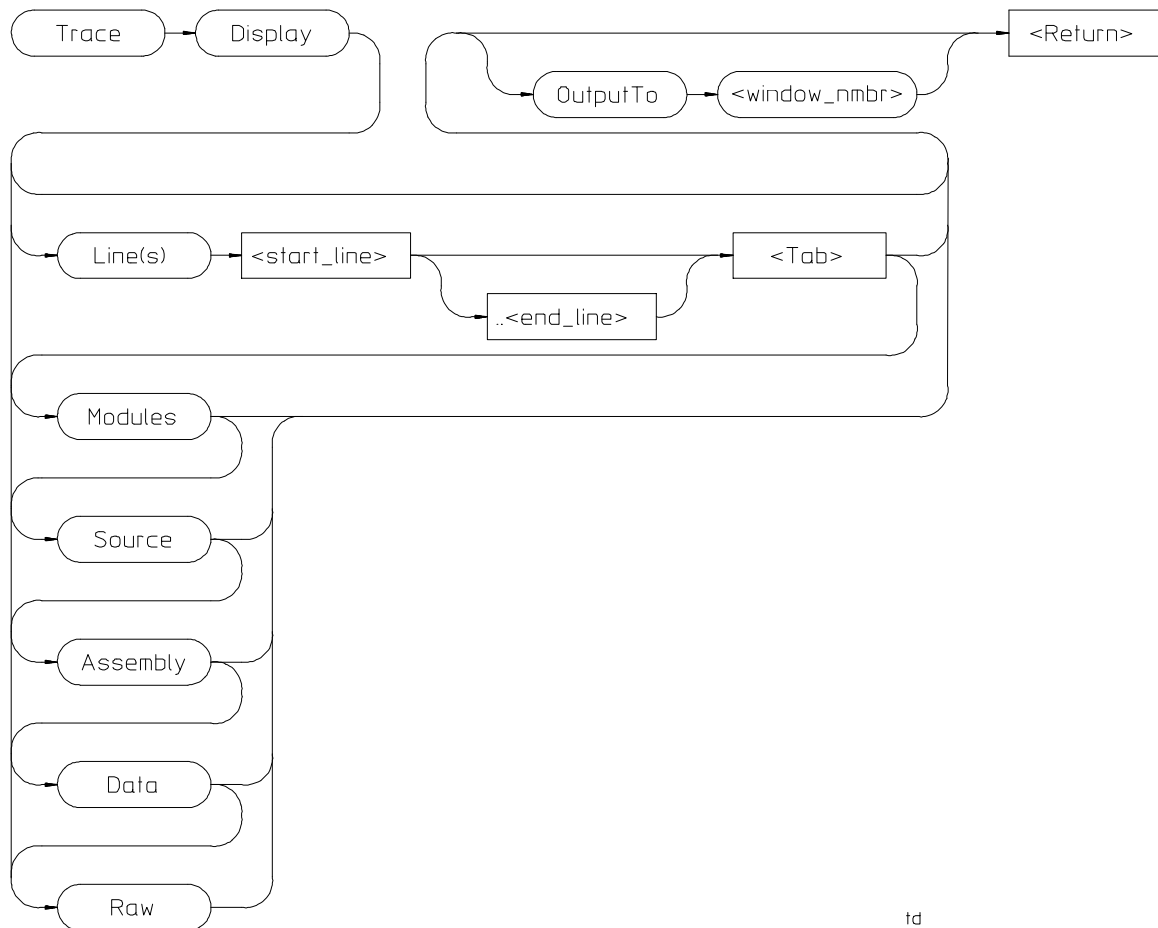 Trace Display <Return>
OutputTo <window_nmbr>
Line(s) <start_line> <Tab>
..<end_line>
Modules
Source
Assembly
Data
Raw
td